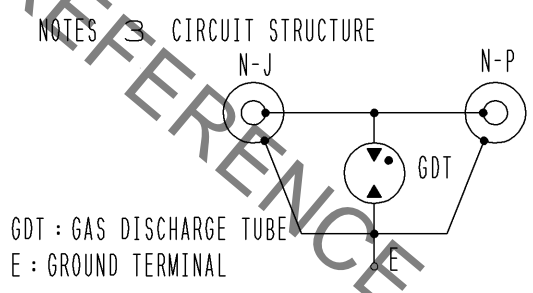 NOTES 3 CIRCUIT STRUCTURE
N-J
N-P
GDT
GDT : GAS DISCHARGE TUBE
E : GROUND TERMINAL
E
REFERENCE